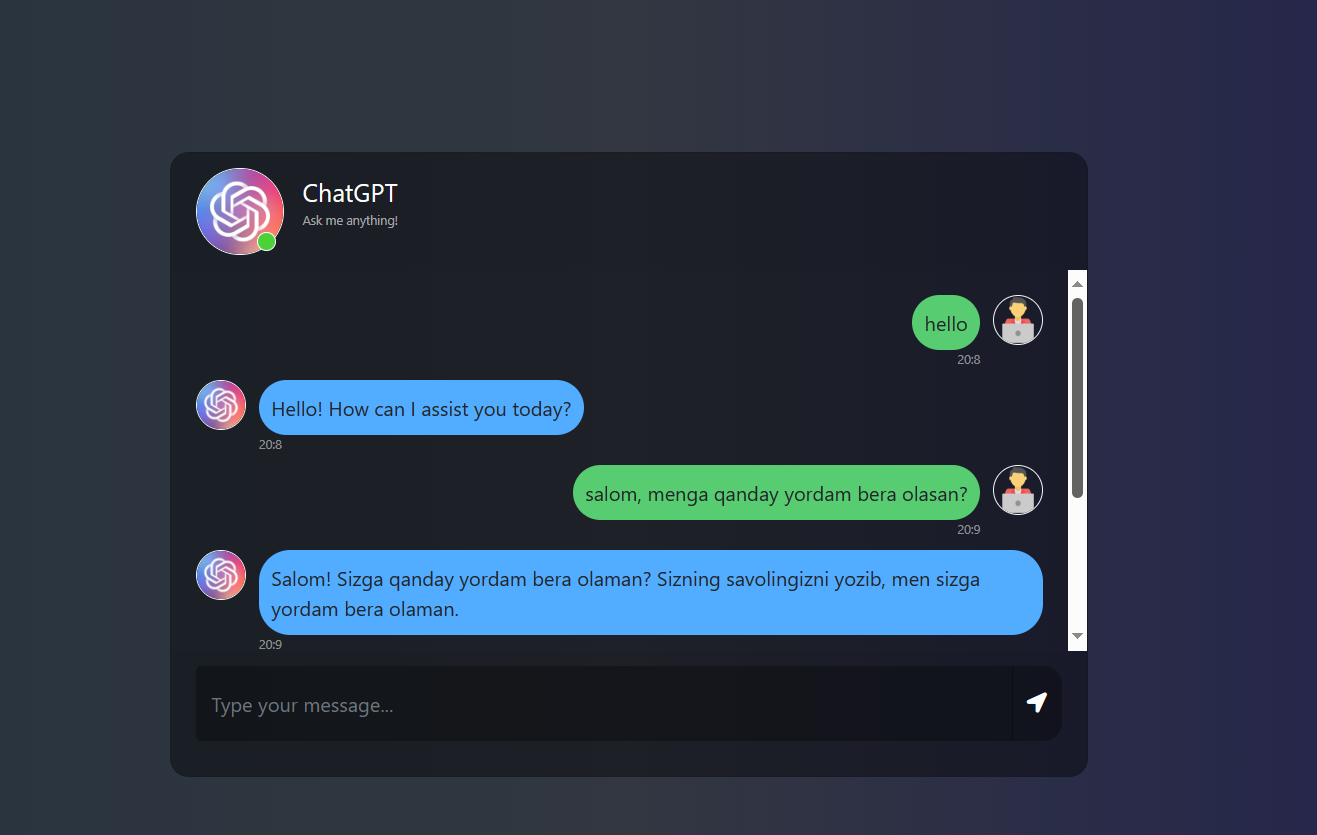 ChatGPT
Ask me anything!
hello
20:8
Hello! How can I assist you today?
20:8
salom, menga qanday yordam bera olasan?
20:9
Salom! Sizga qanday yordam bera olaman? Sizning savolingizni yozib, men sizga
yordam bera olaman.
20:9
Type your message...